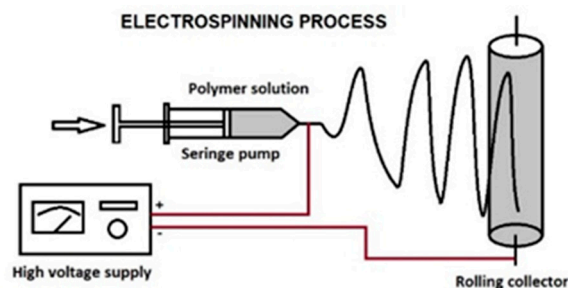 ELECTROSPINNING PROCESS
Polymer solution
Seringe pump
+
-
High voltage supply
Rolling collector